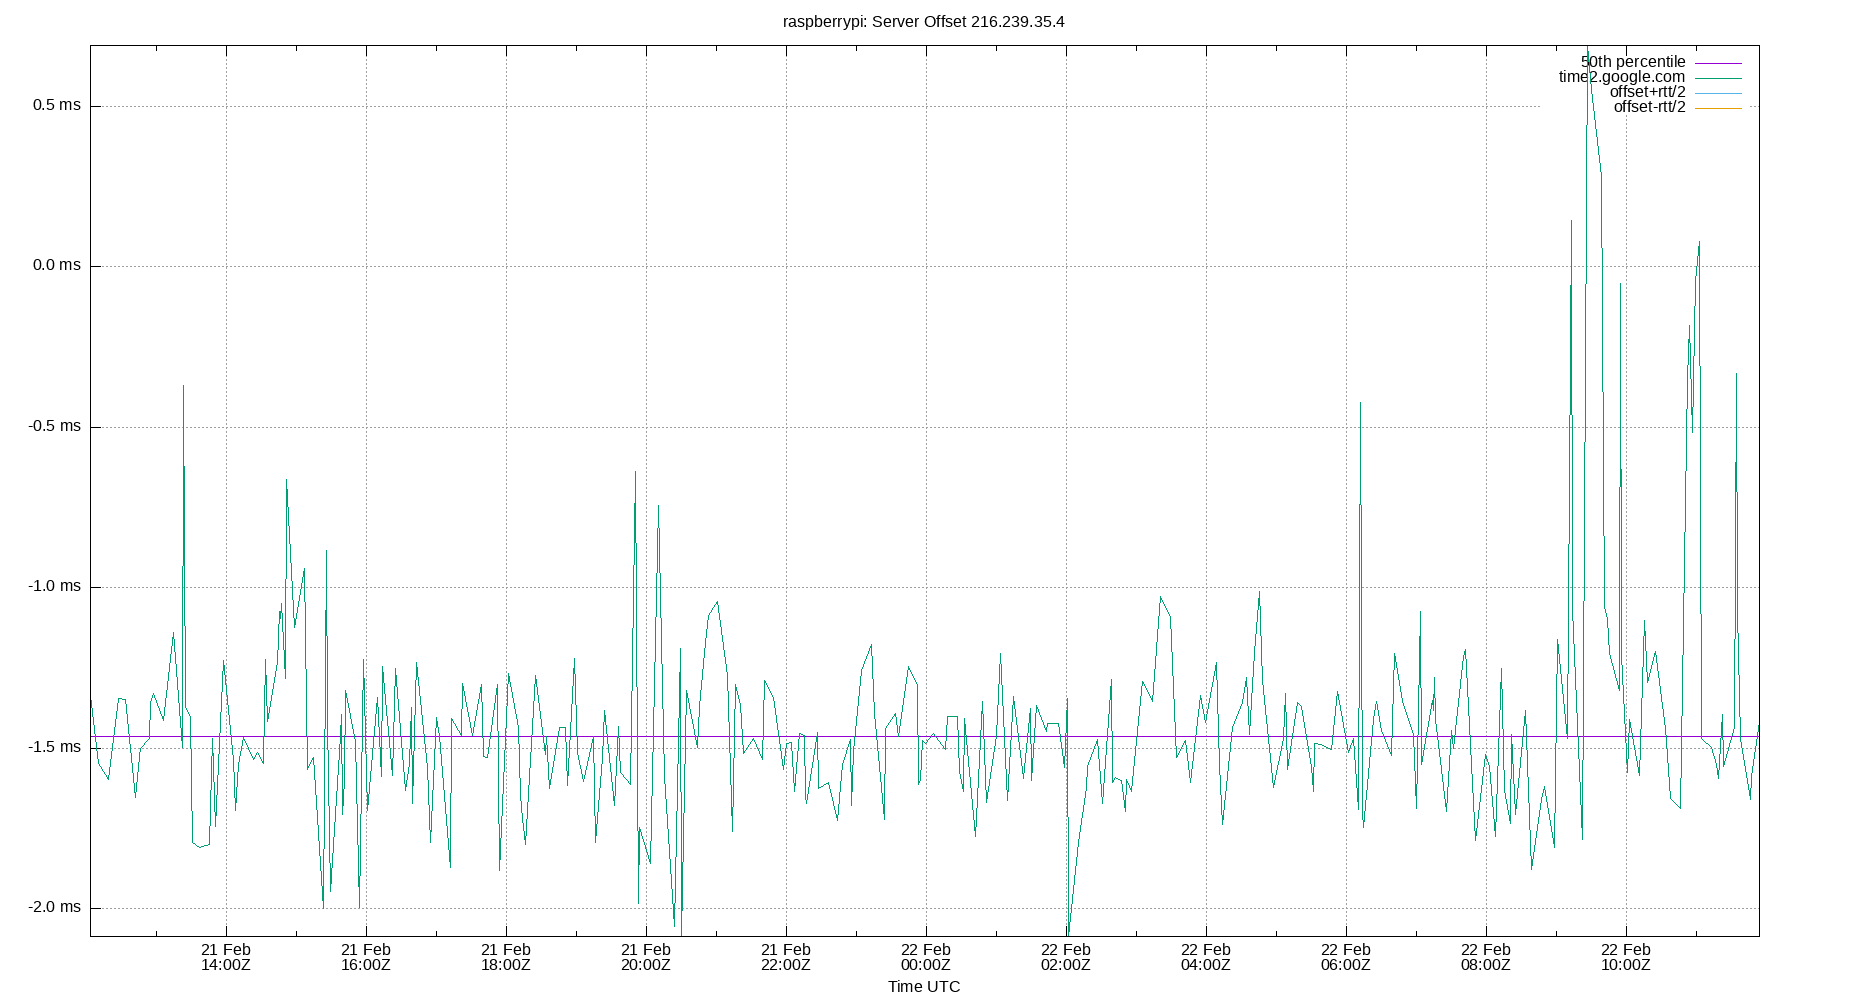 raspberrypi: Server Offset 216.239.35.4
50th percentile
time2.google.com
offset+rtt/2
offset-rtt/2
0.5 ms
0.0 ms
-0.5 ms
-1.0 ms
-1.5 ms
-2.0 ms
21 Feb 21 Feb 21 Feb 21 Feb 21 Feb 22 Feb 22 Feb 22 Feb 22 Feb 22 Feb 22 Feb
14:00Z 16:00Z 18:00Z 20:00Z 22:00Z 00:00Z 02:00Z 04:00Z 06:00Z 08:00Z 10:00Z
Time UTC